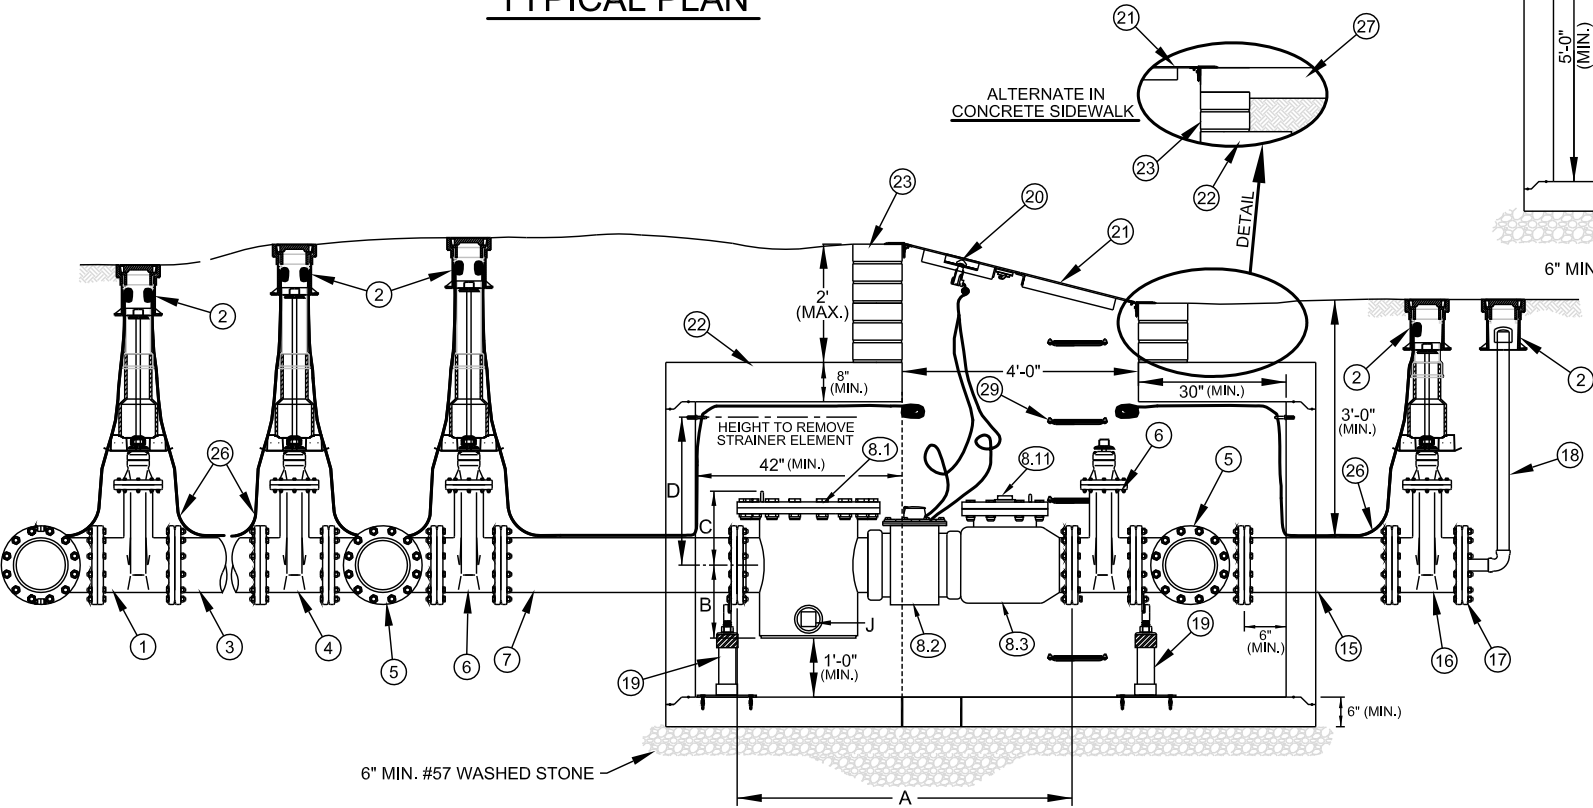 TYPICAL PLAN
21
27
ALTERNATE IN
CONCRETE SIDEWALK
23
22
DETAIL
5'-0"
(MIN.)
6" MIN
23
20
21
2
2
2'
(MAX.)
22
8"
(MIN.)
4'-0"
30" (MIN.)
3'-0"
(MIN.)
2
2
29
HEIGHT TO REMOVE
STRAINER ELEMENT
42" (MIN.)
8.1
8.11
6
5
26
26
18
D
C
B
J
1
3
4
5
6
7
19
1'-0"
(MIN.)
8.2
8.3
19
6"
(MIN.)
15
16
17
6" (MIN.)
6" MIN. #57 WASHED STONE
A